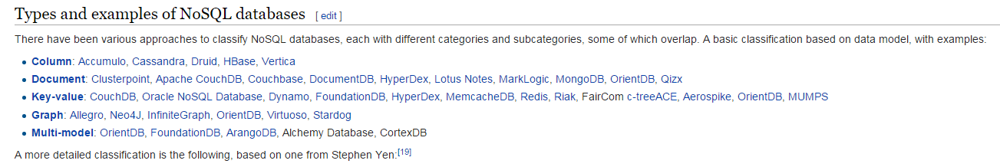 Types and examples of NoSQL databases [ edit ]
There have been various approaches to classify NoSQL databases, each with different categories and subcategories, some of which overlap. A basic classification based on data model, with examples:
• Column: Accumulo, Cassandra, Druid, HBase, Vertica
• Document: Clusterpoint, Apache CouchDB, Couchbase, DocumentDB, HyperDex, Lotus Notes, MarkLogic, MongoDB, OrientDB, Qizx
• Key-value: CouchDB, Oracle NoSQL Database, Dynamo, FoundationDB, HyperDex, MemcacheDB, Redis, Riak, FairCom c-treeACE, Aerospike, OrientDB, MUMPS
• Graph: Allegro, Neo4J, InfiniteGraph, OrientDB, Virtuoso, Stardog
• Multi-model: OrientDB, FoundationDB, ArangoDB, Alchemy Database, CortexDB
A more detailed classification is the following, based on one from Stephen Yen:[19]